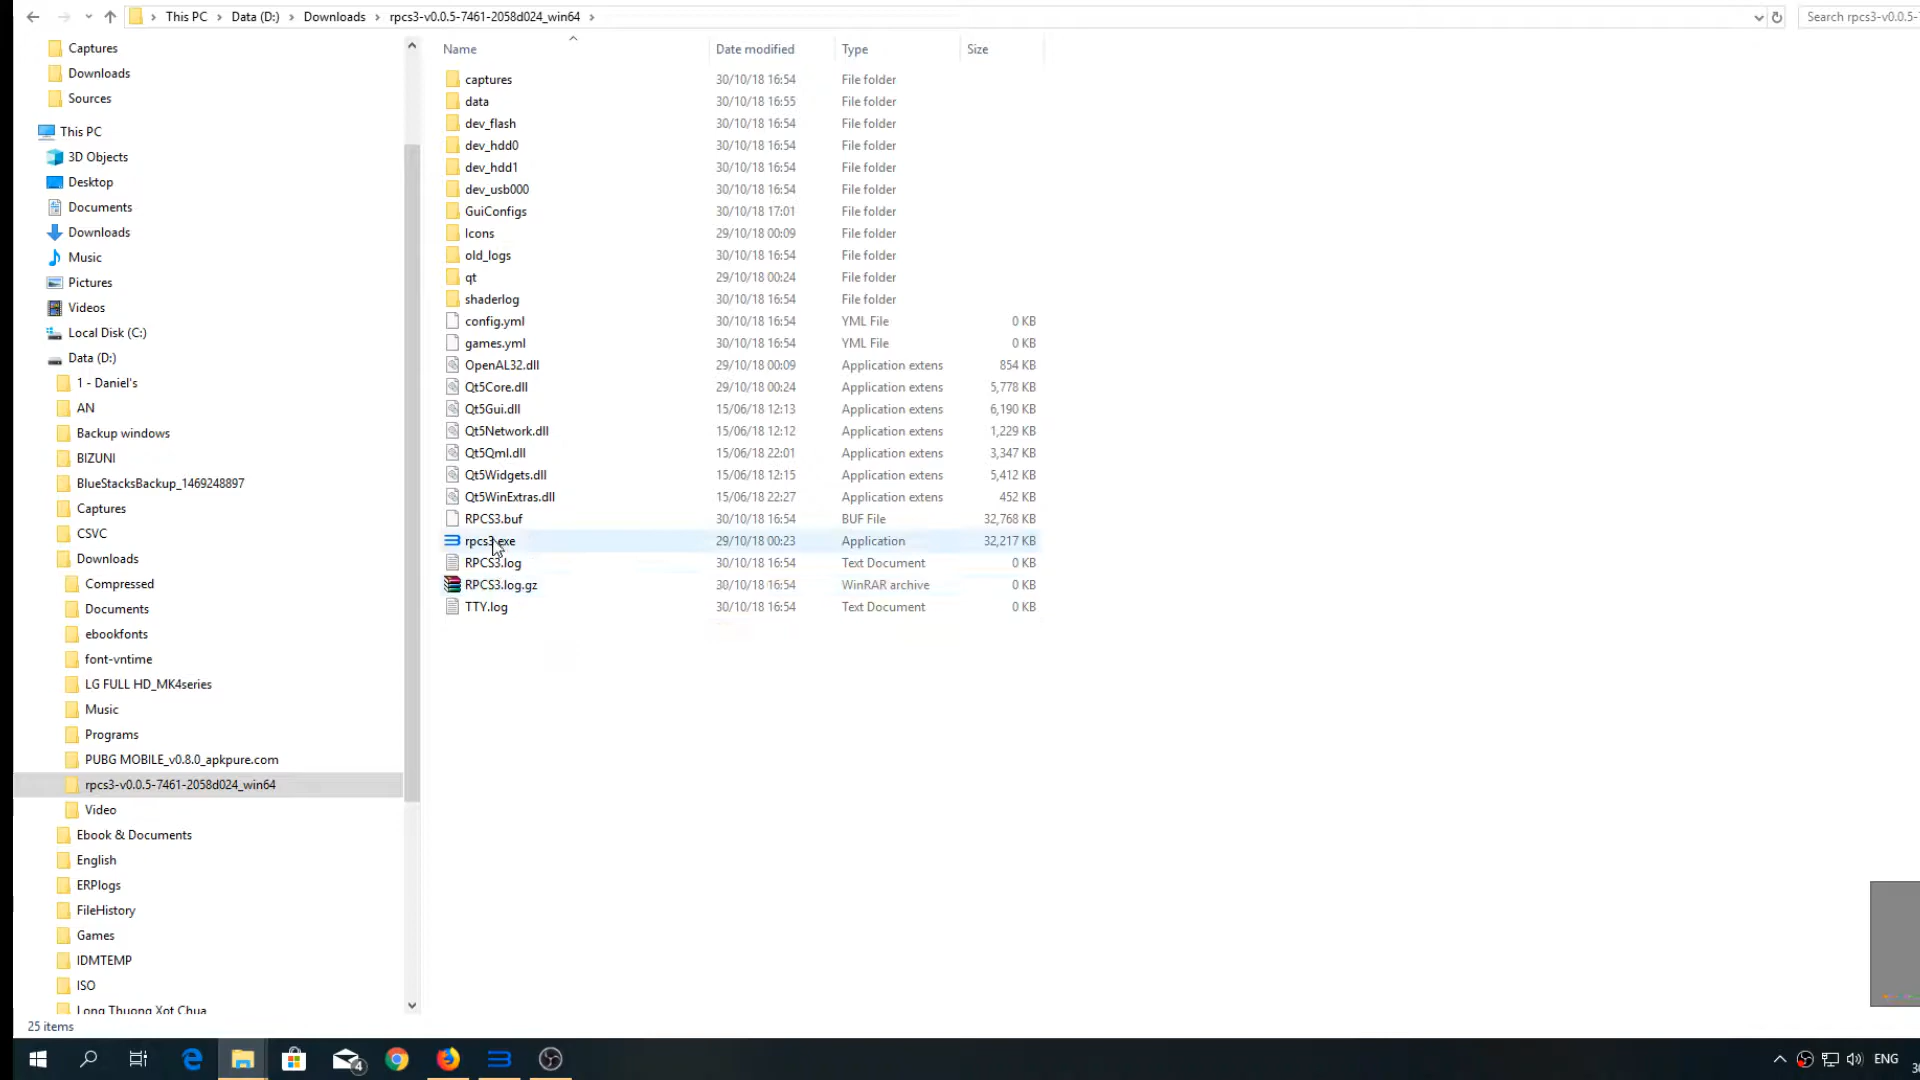 This PC > Data (D:) > Downloads > rpcs3-v0.0.5-7461-2058d024_win64 >
Search rpcs3-v0.0.5-7
Captures
Downloads
Sources
This PC
3D Objects
Desktop
Documents
Downloads
Music
Pictures
Videos
Local Disk (C:)
Data (D:)
1 - Daniel's
AN
Backup windows
BIZUNI
BlueStacksBackup_1469248897
Captures
CSVC
Downloads
Compressed
Documents
ebookfonts
font-vntime
LG FULL HD_MK4series
Music
Programs
PUBG MOBILE_v0.8.0_apkpure.com
rpcs3-v0.0.5-7461-2058d024_win64
Video
Ebook & Documents
English
ERPlogs
FileHistory
Games
IDMTEMP
ISO
Long Thuong Xot Chua
Name Date modified Type Size
captures 30/10/18 16:54 File folder
data 30/10/18 16:55 File folder
dev_flash 30/10/18 16:54 File folder
dev_hdd0 30/10/18 16:54 File folder
dev_hdd1 30/10/18 16:54 File folder
dev_usb000 30/10/18 16:54 File folder
GuiConfigs 30/10/18 17:01 File folder
Icons 29/10/18 00:09 File folder
old_logs 30/10/18 16:54 File folder
qt 29/10/18 00:24 File folder
shaderlog 30/10/18 16:54 File folder
config.yml 30/10/18 16:54 YML File 0 KB
games.yml 30/10/18 16:54 YML File 0 KB
OpenAL32.dll 29/10/18 00:09 Application extens 854 KB
Qt5Core.dll 29/10/18 00:24 Application extens 5,778 KB
Qt5Gui.dll 15/06/18 12:13 Application extens 6,190 KB
Qt5Network.dll 15/06/18 12:12 Application extens 1,229 KB
Qt5Qml.dll 15/06/18 22:01 Application extens 3,347 KB
Qt5Widgets.dll 15/06/18 12:15 Application extens 5,412 KB
Qt5WinExtras.dll 15/06/18 22:27 Application extens 452 KB
RPCS3.buf 30/10/18 16:54 BUF File 32,768 KB
rpcs3.exe 29/10/18 00:23 Application 32,217 KB
RPCS3.log 30/10/18 16:54 Text Document 0 KB
RPCS3.log.gz 30/10/18 16:54 WinRAR archive 0 KB
TTY.log 30/10/18 16:54 Text Document 0 KB
25 items
4
ENG